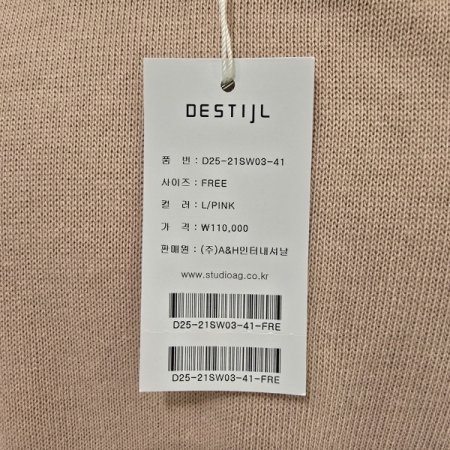 DESTIJL
품 번 : D25-21SW03-41
사이즈 : FREE
컬 러 : L/PINK
가 격 : ₩110,000
판매원 : (주)A&H인터내셔날
www.studioag.co.kr
D25-21SW03-41-FRE
D25-21SW03-41-FRE